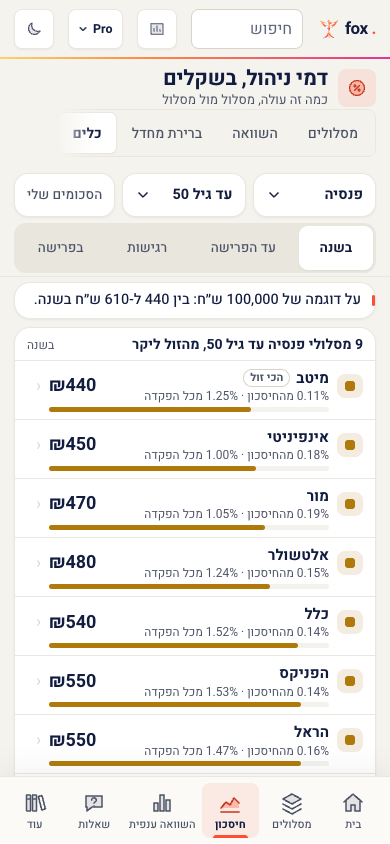 fox.
חיפוש
Pro
דמי ניהול, בשקלים
כמה זה עולה, מסלול מול מסלול
מסלולים
השוואה
ברירת מחדל
כלים
פנסיה
עד גיל 50
הסכומים שלי
בשנה
עד הפרישה
רגישות
בפרישה
על דוגמה של 100,000 ש״ח: בין 440 ל-610 ש״ח בשנה.
9 מסלולי פנסיה עד גיל 50, מהזול ליקר
בשנה
מיטב הכי זול
₪440
0.11% מהחיסכון · 1.25% מכל הפקדה
אינפיניטי
₪450
0.18% מהחיסכון · 1.00% מכל הפקדה
מור
₪470
0.19% מהחיסכון · 1.05% מכל הפקדה
אלטשולר
₪480
0.15% מהחיסכון · 1.24% מכל הפקדה
כלל
₪540
0.14% מהחיסכון · 1.52% מכל הפקדה
הפניקס
₪550
0.14% מהחיסכון · 1.53% מכל הפקדה
הראל
₪550
0.16% מהחיסכון · 1.47% מכל הפקדה
בית
מסלולים
חיסכון
השוואה ענפית
שאלות
עוד